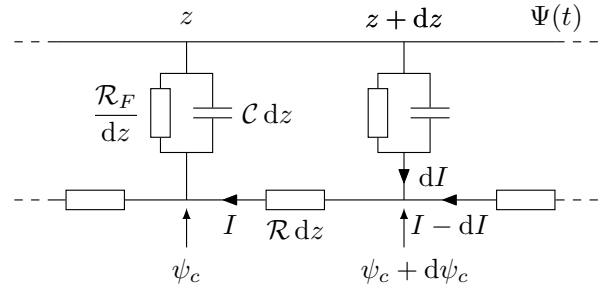 z
z + dz
Ψ(t)
ℛ_F / dz
𝒞 dz
dI
I
ℛ dz
I − dI
ψ_c
ψ_c + dψ_c